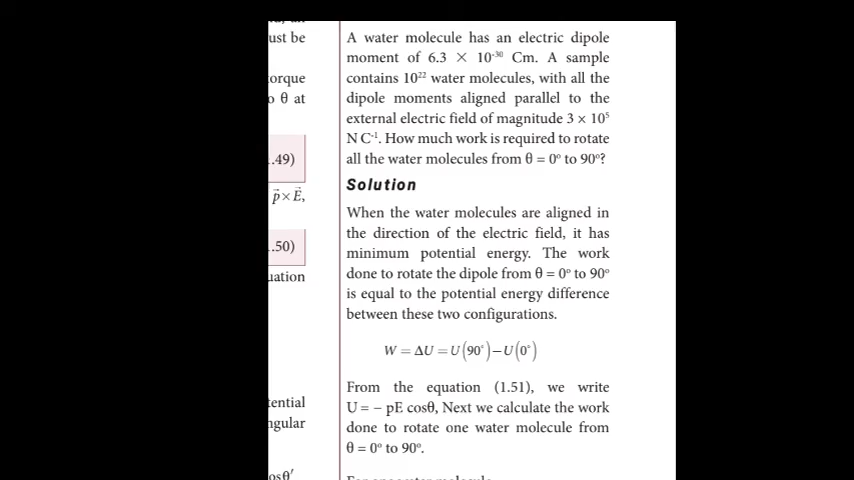 ust be
torque
o θ at
.49)
p⃗ × E⃗,
.50)
uation
tential
ngular
osθ′
A water molecule has an electric dipole
moment of 6.3 × 10⁻³⁰ Cm. A sample
contains 10²² water molecules, with all the
dipole moments aligned parallel to the
external electric field of magnitude 3 × 10⁵
N C⁻¹. How much work is required to rotate
all the water molecules from θ = 0° to 90°?
Solution
When the water molecules are aligned in
the direction of the electric field, it has
minimum potential energy. The work
done to rotate the dipole from θ = 0° to 90°
is equal to the potential energy difference
between these two configurations.
W = ΔU = U(90°) − U(0°)
From the equation (1.51), we write
U = − pE cosθ, Next we calculate the work
done to rotate one water molecule from
θ = 0° to 90°.
For one water molecule